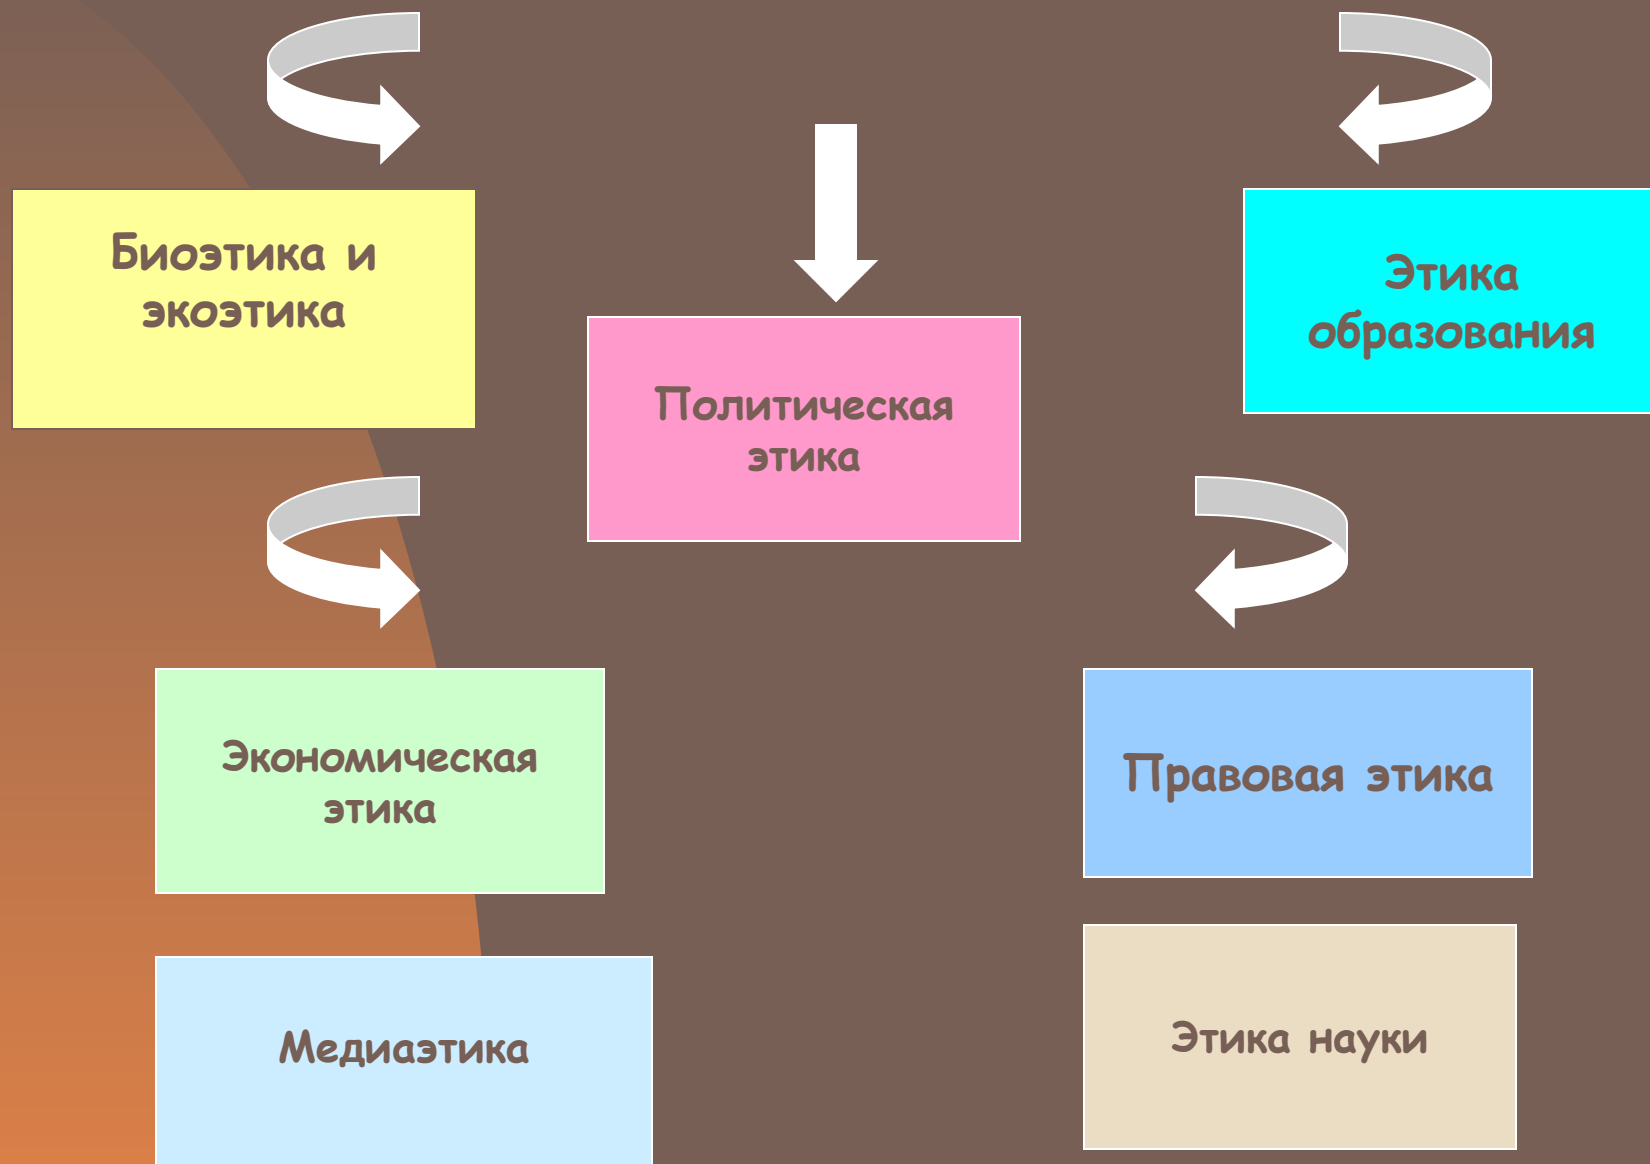 Биоэтика и
экоэтика
Этика
образования
Политическая
этика
Экономическая
этика
Правовая этика
Медиаэтика
Этика науки